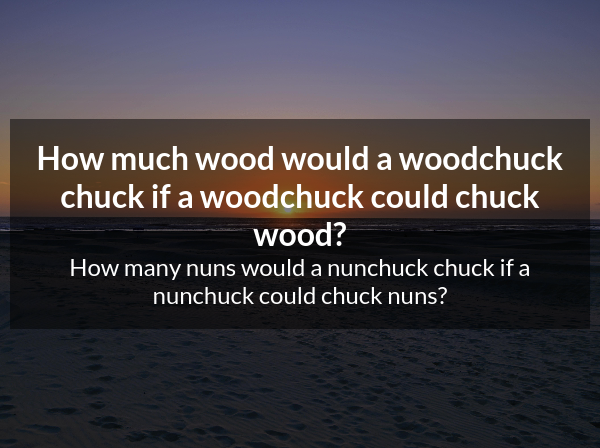 How much wood would a woodchuck
chuck if a woodchuck could chuck
wood?
How many nuns would a nunchuck chuck if a
nunchuck could chuck nuns?